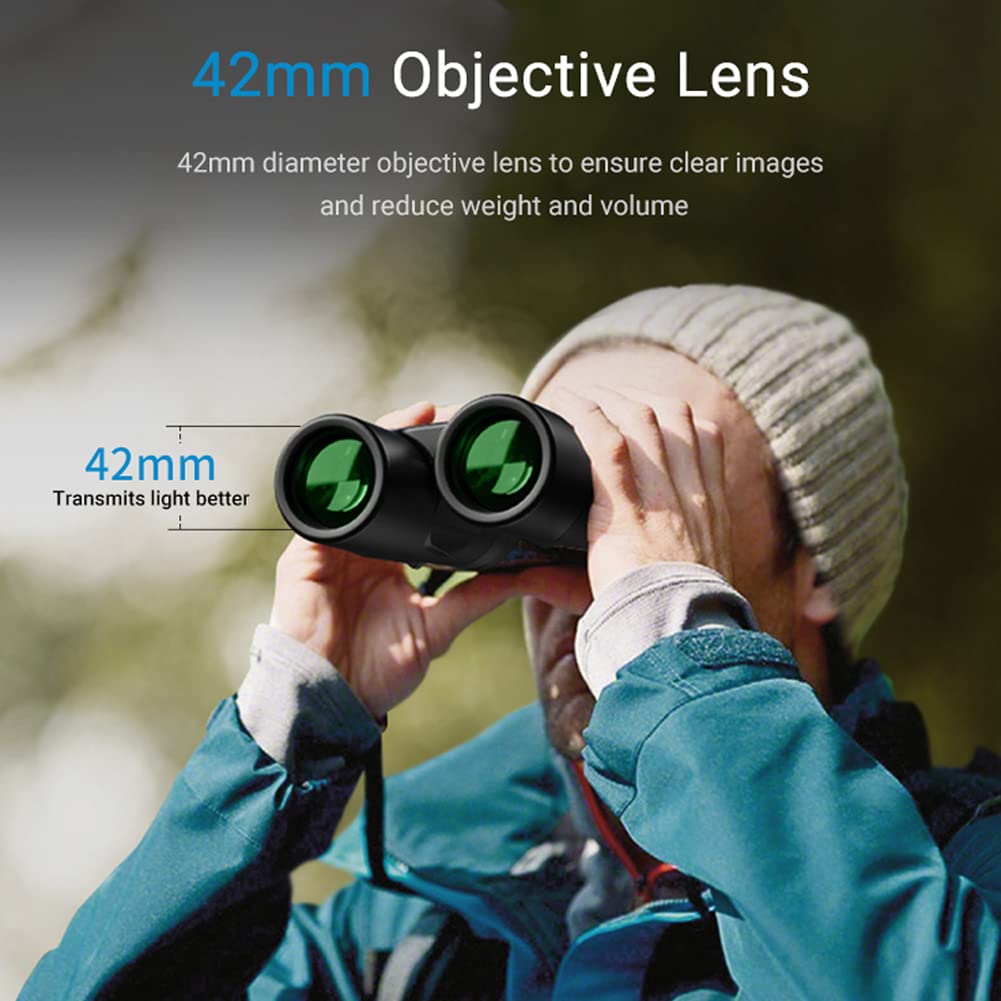 42mm Objective Lens
42mm diameter objective lens to ensure clear images
and reduce weight and volume
42mm
Transmits light better